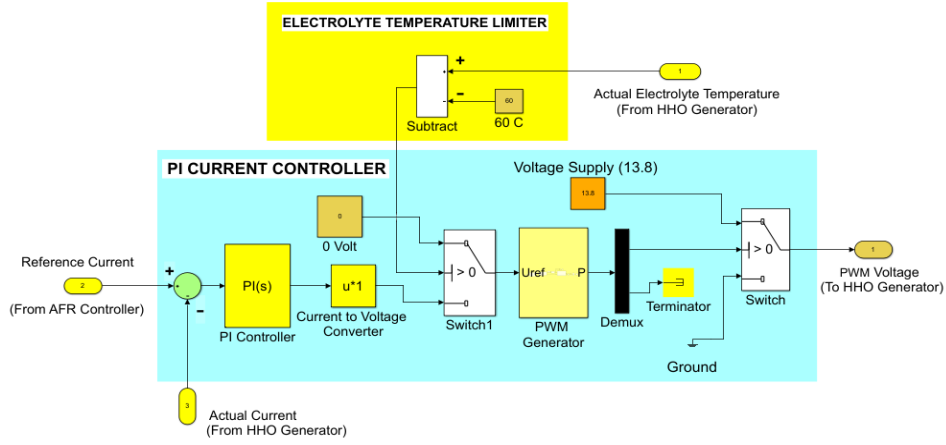 ELECTROLYTE TEMPERATURE LIMITER
+
1
−
60
Actual Electrolyte Temperature
(From HHO Generator)
Subtract
60 C
PI CURRENT CONTROLLER
Voltage Supply (13.8)
13.8
0
0 Volt
> 0
> 0
1
Reference Current
2
(From AFR Controller)
+
−
PI(s)
PI Controller
u*1
Current to Voltage
Converter
Switch1
Uref
P
PWM
Generator
Demux
Terminator
Switch
PWM Voltage
(To HHO Generator)
Ground
3
Actual Current
(From HHO Generator)